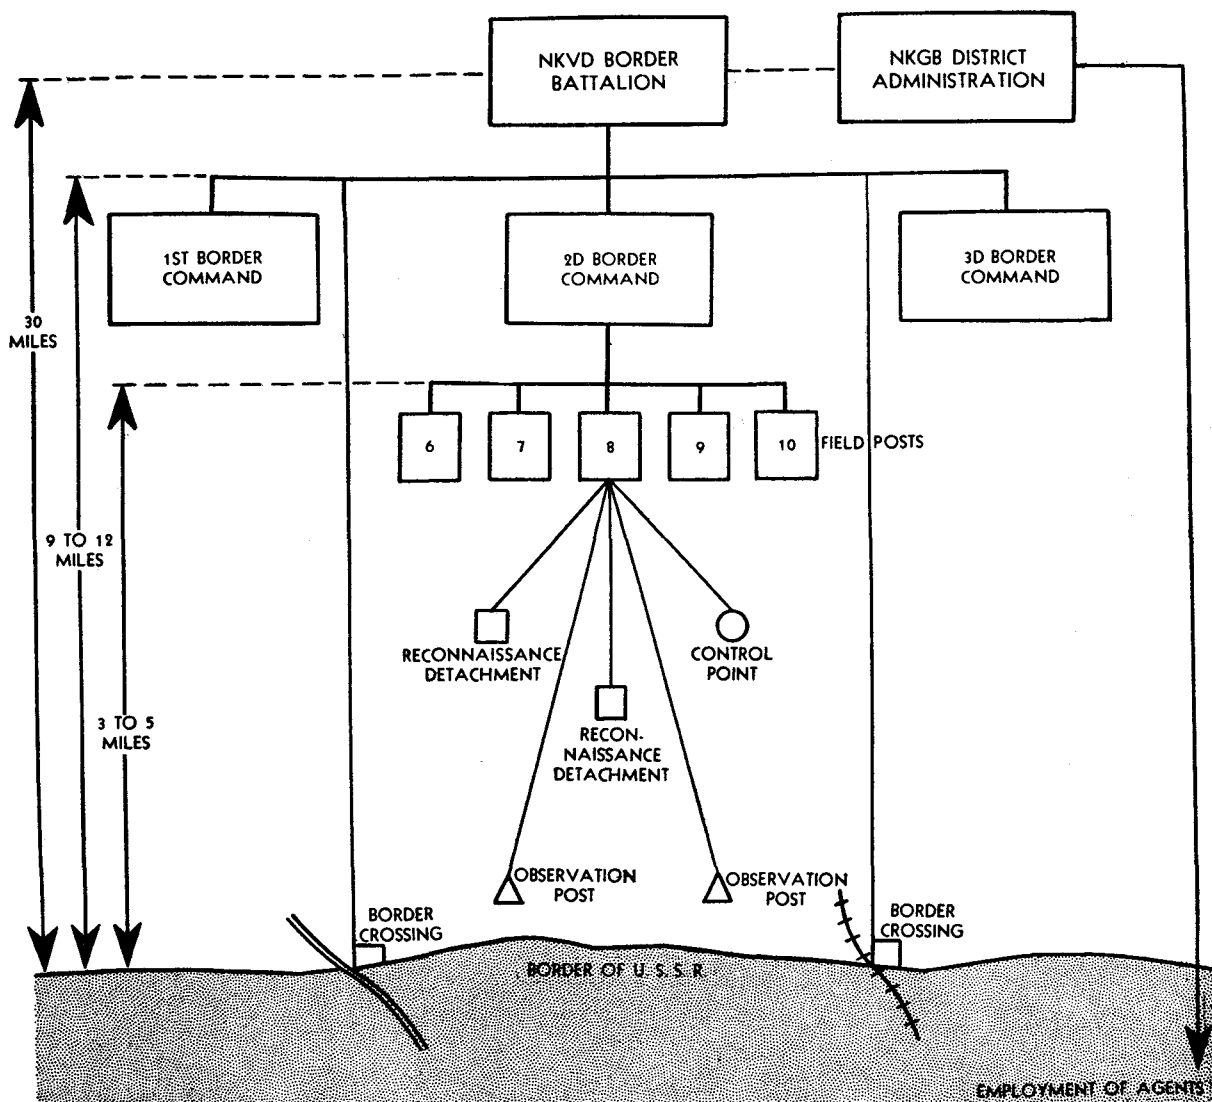 NKVD BORDER
BATTALION
NKGB DISTRICT
ADMINISTRATION
1ST BORDER
COMMAND
2D BORDER
COMMAND
3D BORDER
COMMAND
30
MILES
6
7
8
9
10
FIELD POSTS
9 TO 12
MILES
RECONNAISSANCE
DETACHMENT
CONTROL
POINT
3 TO 5
MILES
RECON-
NAISSANCE
DETACHMENT
OBSERVATION
POST
OBSERVATION
POST
BORDER
CROSSING
BORDER
CROSSING
BORDER OF U.S.S.R.
EMPLOYMENT OF AGENTS